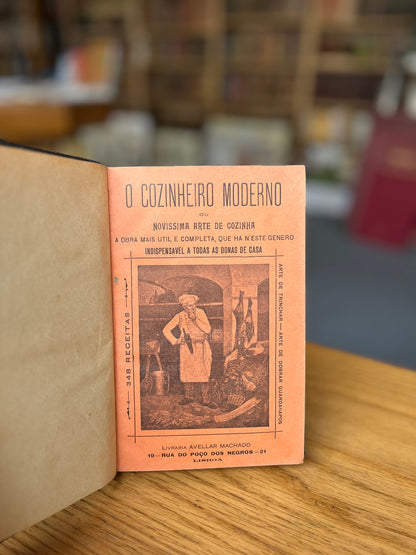 O COZINHEIRO MODERNO
OU
NOVISSIMA ARTE DE COZINHA
A OBRA MAIS UTIL E COMPLETA, QUE HA N'ESTE GENERO
INDISPENSAVEL A TODAS AS DONAS DE CASA
348 RECEITAS
ARTE DE TRINCHAR — ARTE DE DOBRAR GUARDANAPOS
LIVRARIA AVELLAR MACHADO
19—RUA DO POÇO DOS NEGROS—21
LISBOA